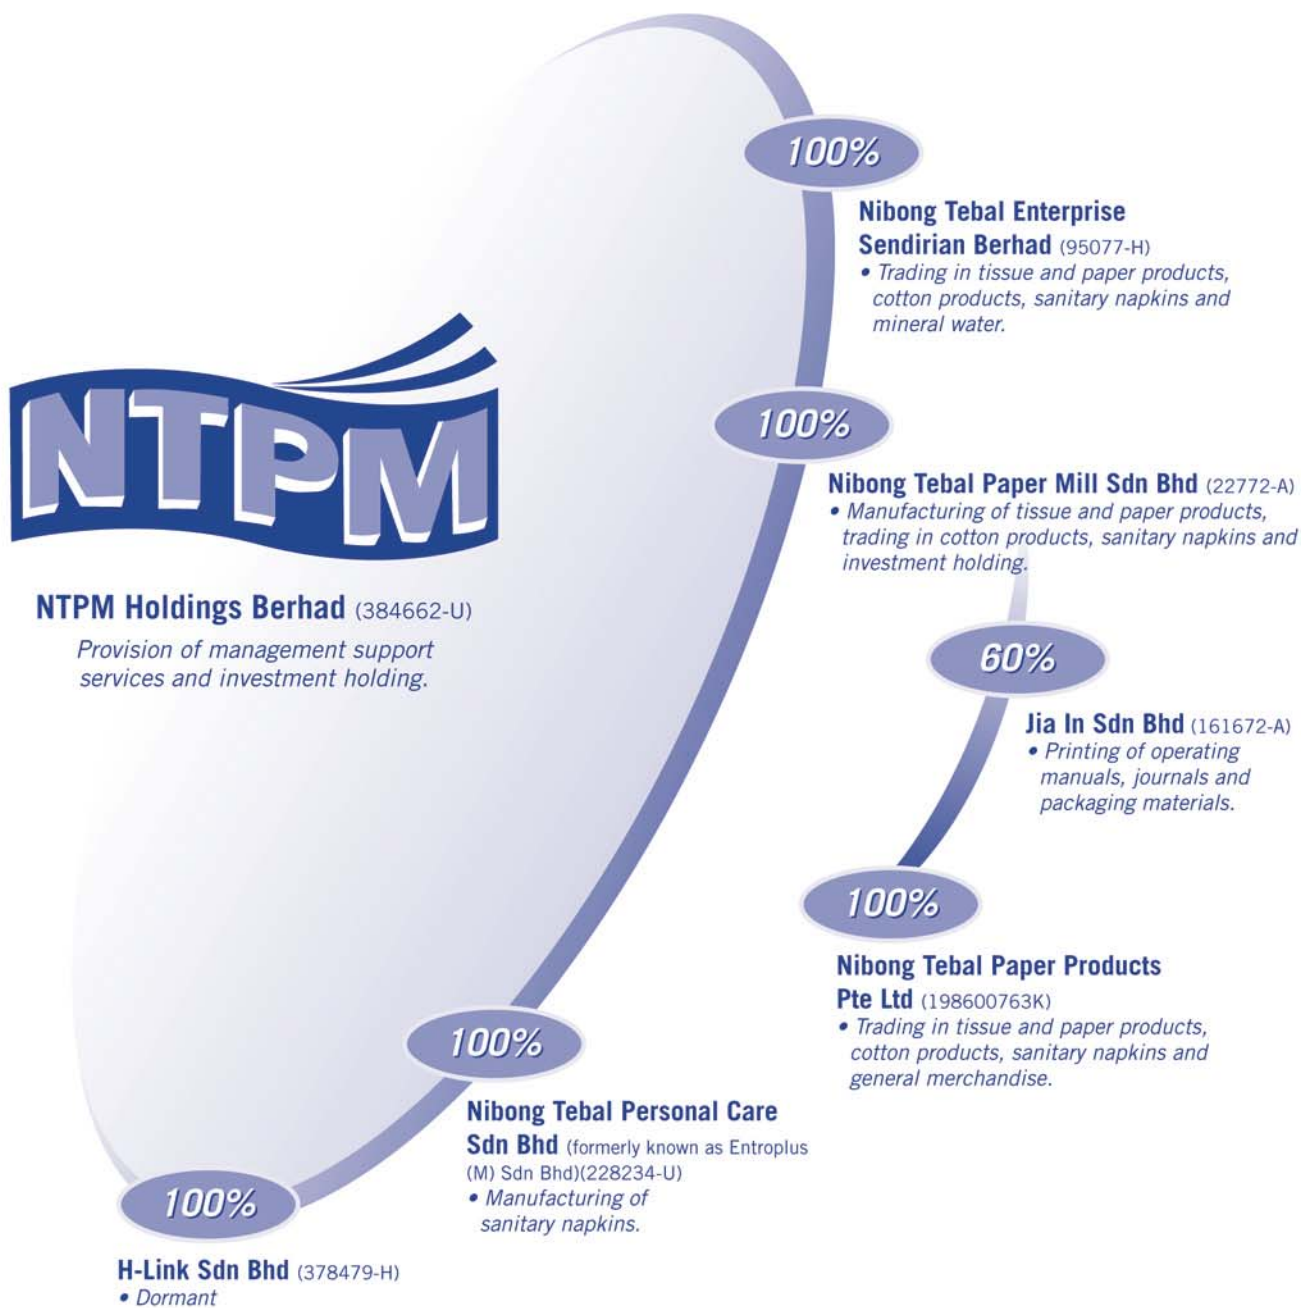 100%
Nibong Tebal Enterprise
Sendirian Berhad (95077-H)
• Trading in tissue and paper products,
cotton products, sanitary napkins and
mineral water.
NTPM
100%
Nibong Tebal Paper Mill Sdn Bhd (22772-A)
• Manufacturing of tissue and paper products,
trading in cotton products, sanitary napkins and
investment holding.
NTPM Holdings Berhad (384662-U)
Provision of management support
services and investment holding.
60%
Jia In Sdn Bhd (161672-A)
• Printing of operating
manuals, journals and
packaging materials.
100%
Nibong Tebal Paper Products
Pte Ltd (198600763K)
• Trading in tissue and paper products,
cotton products, sanitary napkins and
general merchandise.
100%
Nibong Tebal Personal Care
Sdn Bhd (formerly known as Entroplus
(M) Sdn Bhd)(228234-U)
• Manufacturing of
sanitary napkins.
100%
H-Link Sdn Bhd (378479-H)
• Dormant